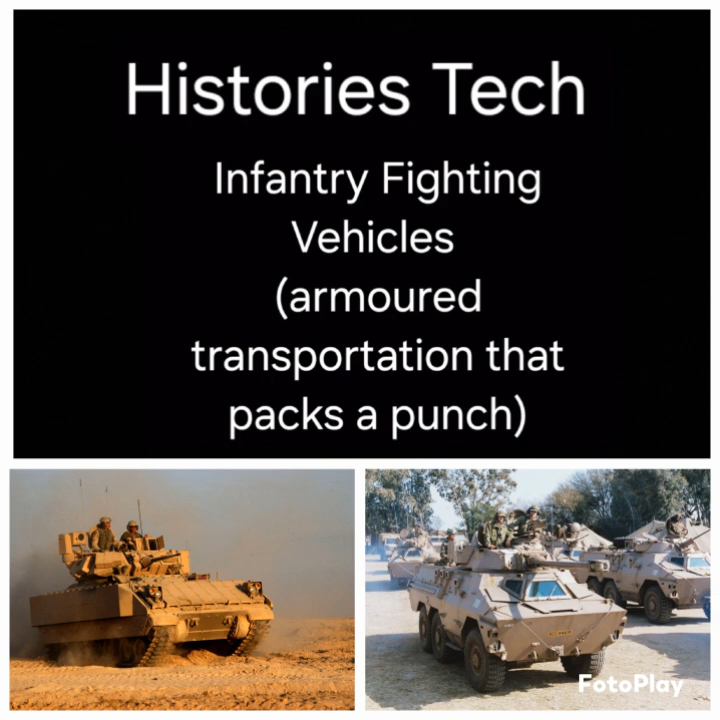 Histories Tech
Infantry Fighting
Vehicles
(armoured
transportation that
packs a punch)
FotoPlay